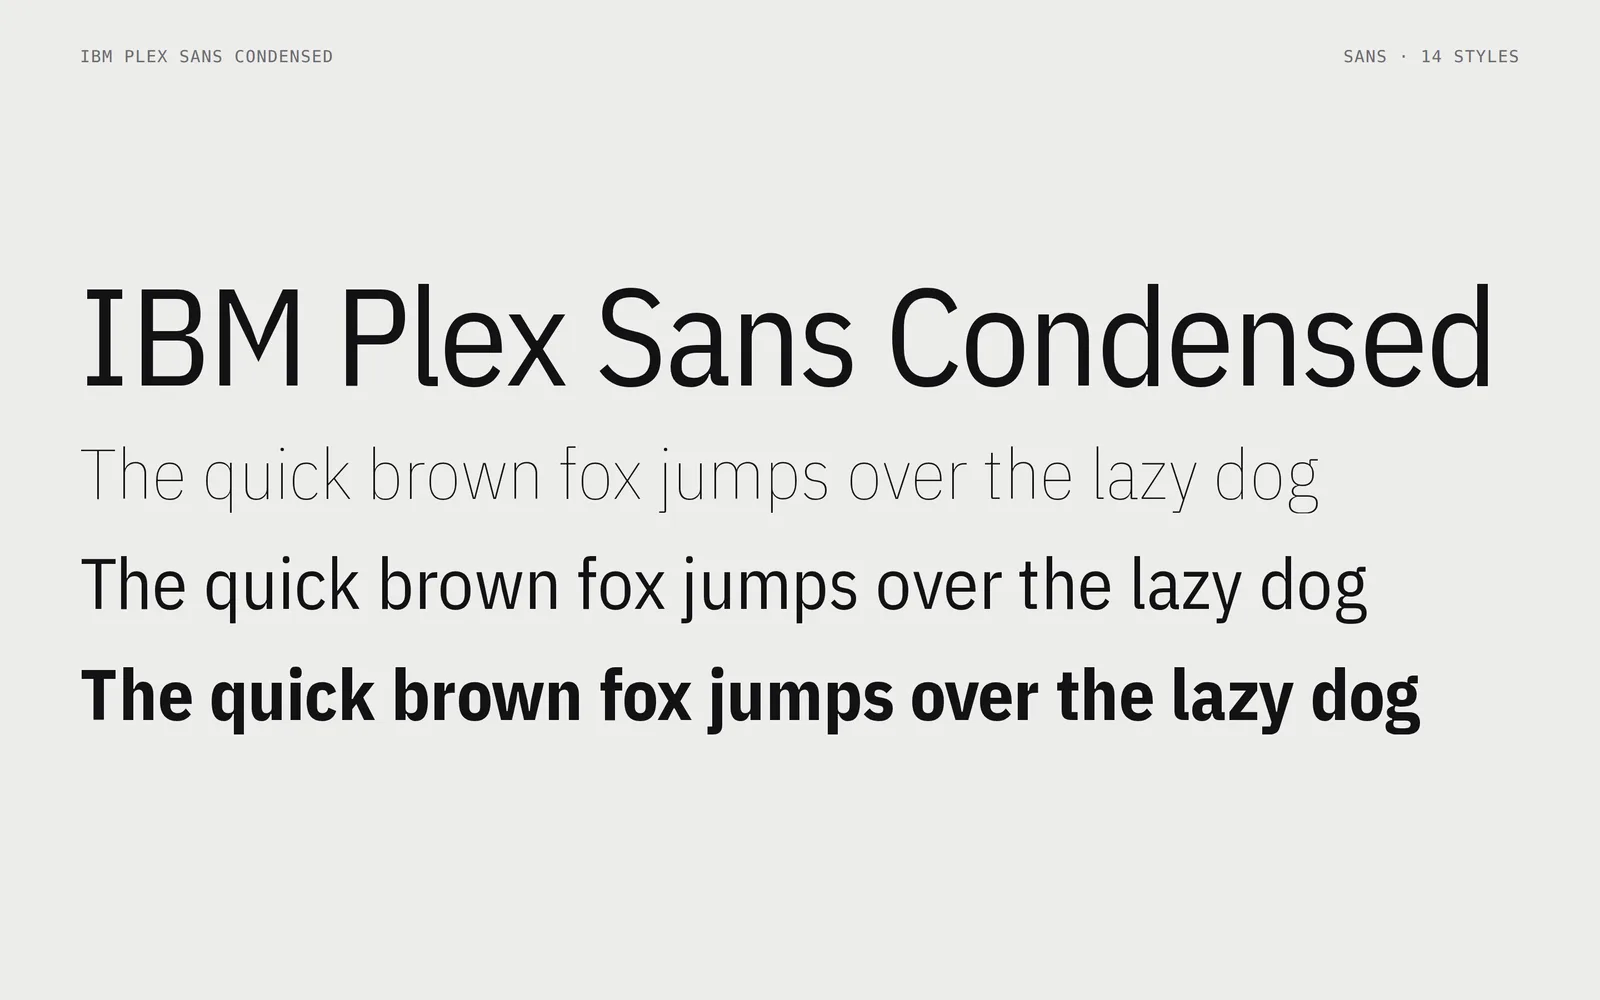 IBM PLEX SANS CONDENSED
SANS · 14 STYLES
IBM Plex Sans Condensed
The quick brown fox jumps over the lazy dog
The quick brown fox jumps over the lazy dog
The quick brown fox jumps over the lazy dog